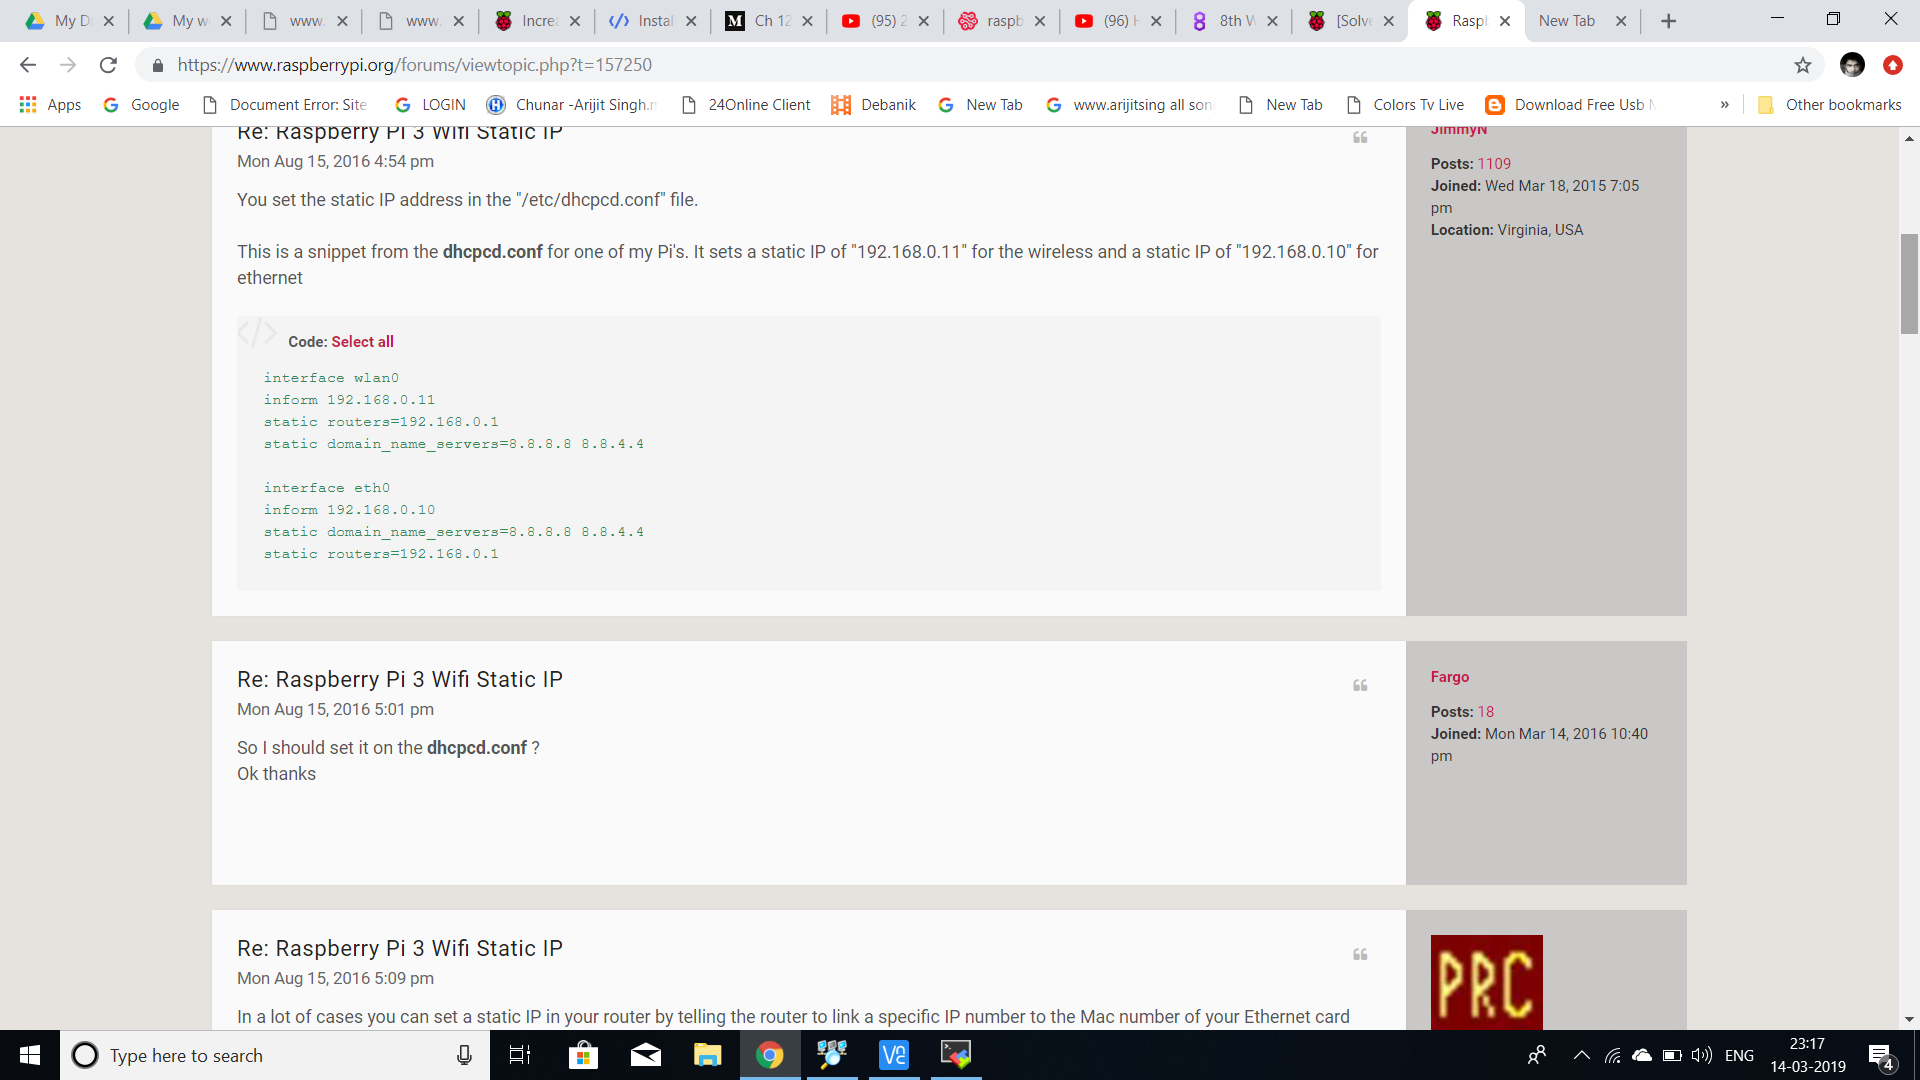 My D
My w
www.
www.
Increa
Instal
M Ch 12
(95) 2
raspb
(96) H
8th W
[Solve
Raspb
New Tab
https://www.raspberrypi.org/forums/viewtopic.php?t=157250
Apps Google Document Error: Site LOGIN Chunar -Arijit Singh.m 24Online Client Debanik New Tab www.arijitsing all son New Tab Colors Tv Live Download Free Usb M » Other bookmarks
Re: Raspberry Pi 3 Wifi Static IP
Mon Aug 15, 2016 4:54 pm
You set the static IP address in the "/etc/dhcpcd.conf" file.
This is a snippet from the dhcpcd.conf for one of my Pi's. It sets a static IP of "192.168.0.11" for the wireless and a static IP of "192.168.0.10" for
ethernet
Code: Select all
interface wlan0
inform 192.168.0.11
static routers=192.168.0.1
static domain_name_servers=8.8.8.8 8.8.4.4
interface eth0
inform 192.168.0.10
static domain_name_servers=8.8.8.8 8.8.4.4
static routers=192.168.0.1
JimmyN
Posts: 1109
Joined: Wed Mar 18, 2015 7:05
pm
Location: Virginia, USA
Re: Raspberry Pi 3 Wifi Static IP
Mon Aug 15, 2016 5:01 pm
So I should set it on the dhcpcd.conf ?
Ok thanks
Fargo
Posts: 18
Joined: Mon Mar 14, 2016 10:40
pm
Re: Raspberry Pi 3 Wifi Static IP
Mon Aug 15, 2016 5:09 pm
In a lot of cases you can set a static IP in your router by telling the router to link a specific IP number to the Mac number of your Ethernet card
PRC
Type here to search
ENG
23:17
14-03-2019
4